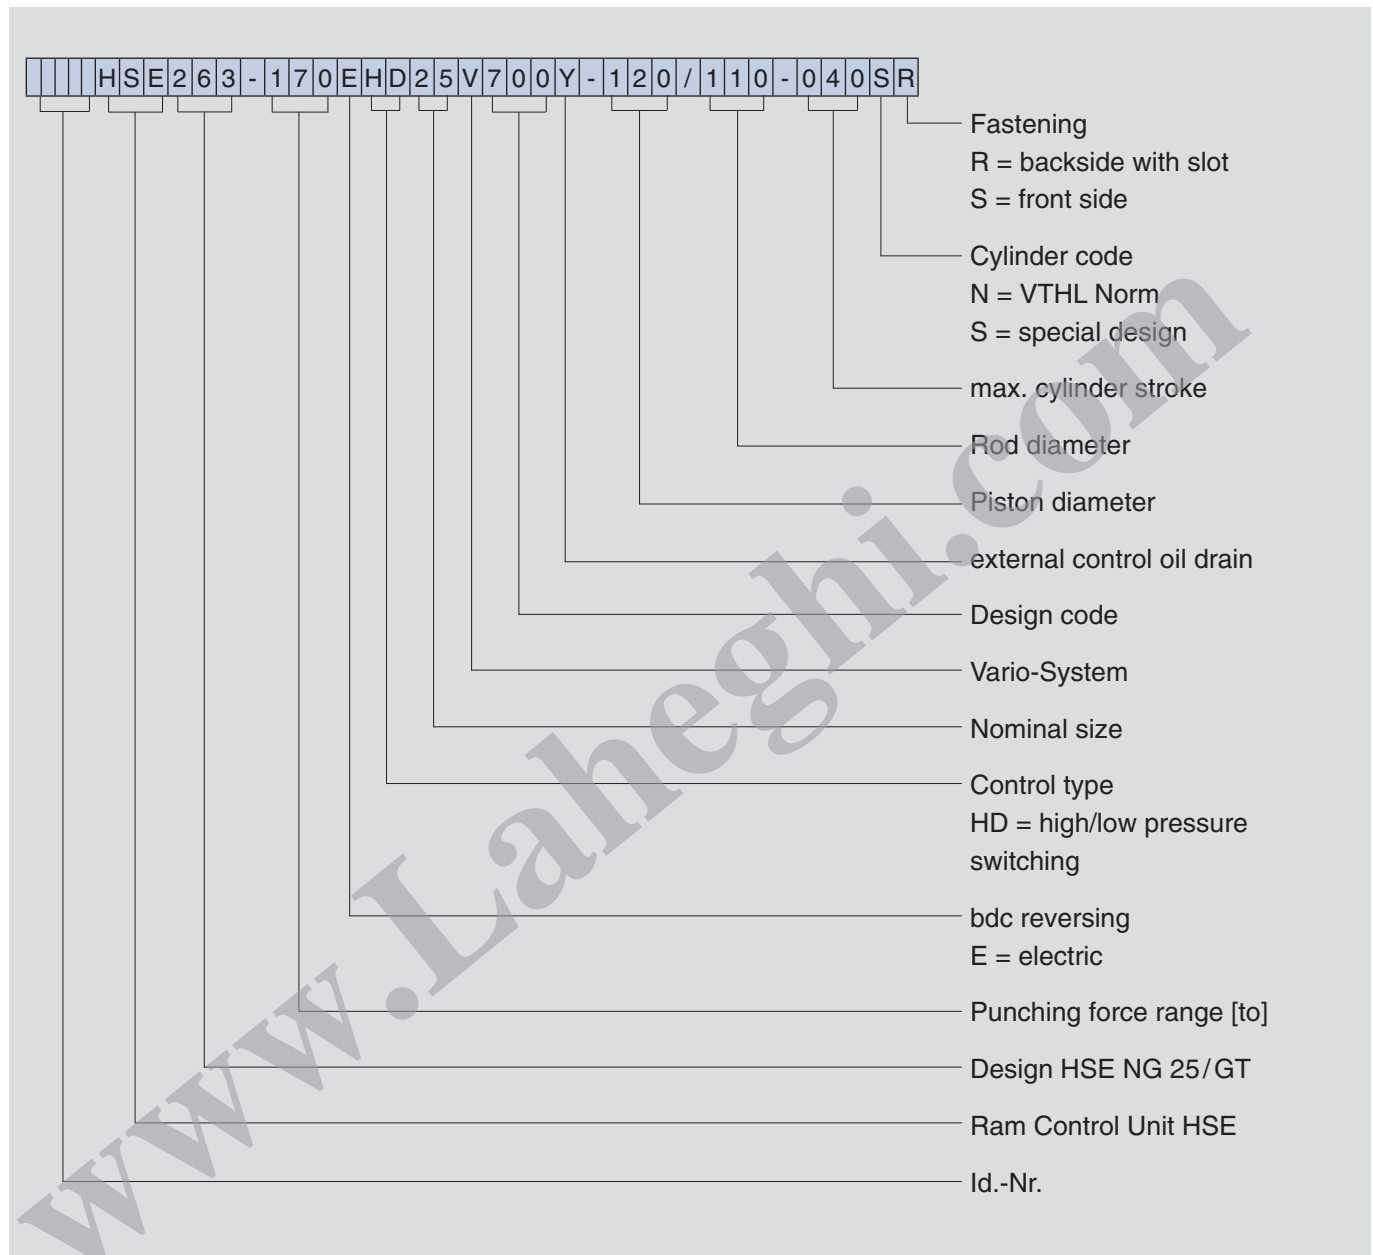 HSE263-170EHD25V700Y-120/110-040SR
Fastening
R = backside with slot
S = front side
Cylinder code
N = VTHL Norm
S = special design
max. cylinder stroke
Rod diameter
Piston diameter
external control oil drain
Design code
Vario-System
Nominal size
Control type
HD = high/low pressure
switching
bdc reversing
E = electric
Punching force range [to]
Design HSE NG 25/GT
Ram Control Unit HSE
Id.-Nr.
www.Laheghi.com